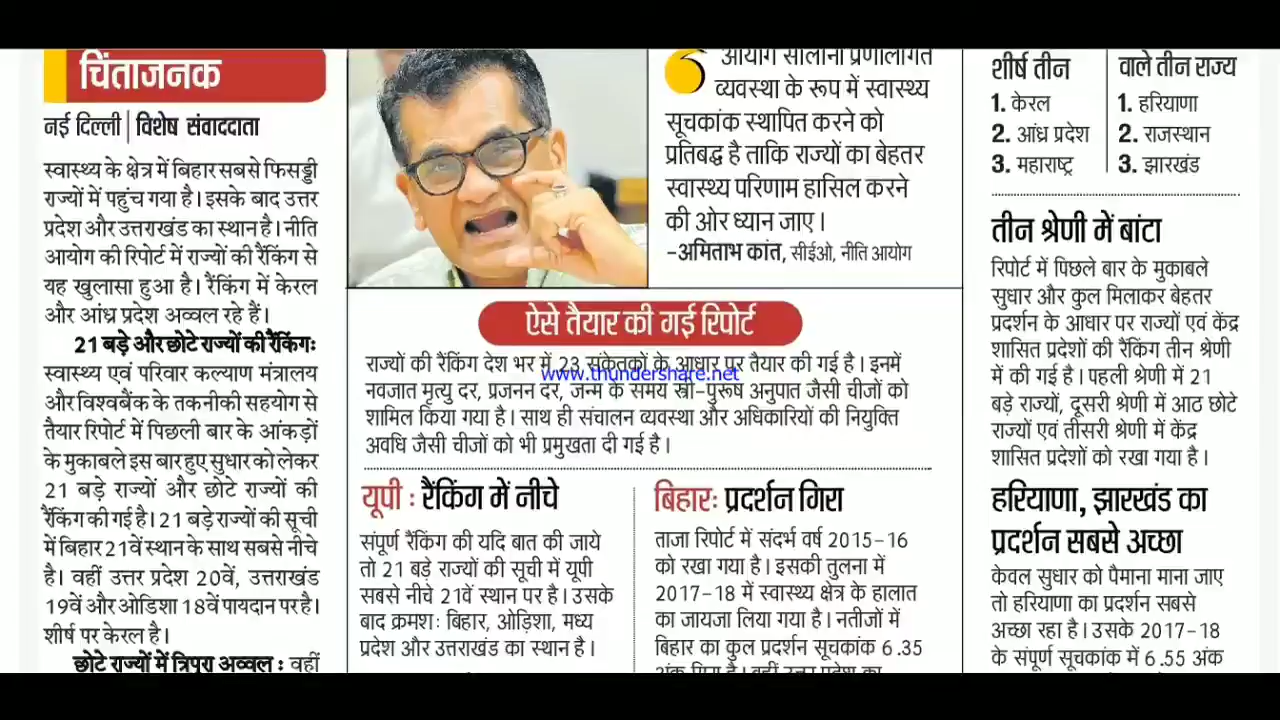 चिंताजनक
नई दिल्ली | विशेष संवाददाता
स्वास्थ्य के क्षेत्र में बिहार सबसे फिसड्डी
राज्यों में पहुंच गया है। इसके बाद उत्तर
प्रदेश और उत्तराखंड का स्थान है। नीति
आयोग की रिपोर्ट में राज्यों की रैंकिंग से
यह खुलासा हुआ है। रैंकिंग में केरल
और आंध्र प्रदेश अव्वल रहे हैं।
21 बड़े और छोटे राज्यों की रैंकिंगः
स्वास्थ्य एवं परिवार कल्याण मंत्रालय
और विश्वबैंक के तकनीकी सहयोग से
तैयार रिपोर्ट में पिछली बार के आंकड़ों
के मुकाबले इस बार हुए सुधार को लेकर
21 बड़े राज्यों और छोटे राज्यों की
रैंकिंग की गई है। 21 बड़े राज्यों की सूची
में बिहार 21वें स्थान के साथ सबसे नीचे
है। वहीं उत्तर प्रदेश 20वें, उत्तराखंड
19वें और ओडिशा 18वें पायदान पर है।
शीर्ष पर केरल है।
छोटे राज्यों में त्रिपुरा अव्वल : वहीं
आयोग सालाना प्रणालीगत
व्यवस्था के रूप में स्वास्थ्य
सूचकांक स्थापित करने को
प्रतिबद्ध है ताकि राज्यों का बेहतर
स्वास्थ्य परिणाम हासिल करने
की ओर ध्यान जाए।
-अमिताभ कांत, सीईओ, नीति आयोग
ऐसे तैयार की गई रिपोर्ट
राज्यों की रैंकिंग देश भर में 23 संकेतकों के आधार पर तैयार की गई है। इनमें
www.thundershare.net
नवजात मृत्यु दर, प्रजनन दर, जन्म के समय स्त्री-पुरूष अनुपात जैसी चीजों को
शामिल किया गया है। साथ ही संचालन व्यवस्था और अधिकारियों की नियुक्ति
अवधि जैसी चीजों को भी प्रमुखता दी गई है।
यूपी : रैंकिंग में नीचे
संपूर्ण रैंकिंग की यदि बात की जाये
तो 21 बड़े राज्यों की सूची में यूपी
सबसे नीचे 21वें स्थान पर है। उसके
बाद क्रमशः बिहार, ओड़िशा, मध्य
प्रदेश और उत्तराखंड का स्थान है।
बिहारः प्रदर्शन गिरा
ताजा रिपोर्ट में संदर्भ वर्ष 2015-16
को रखा गया है। इसकी तुलना में
2017-18 में स्वास्थ्य क्षेत्र के हालात
का जायजा लिया गया है। नतीजों में
बिहार का कुल प्रदर्शन सूचकांक 6.35
अंक गिरा है। वहीं उत्तर प्रदेश का
शीर्ष तीन
1. केरल
2. आंध्र प्रदेश
3. महाराष्ट्र
वाले तीन राज्य
1. हरियाणा
2. राजस्थान
3. झारखंड
तीन श्रेणी में बांटा
रिपोर्ट में पिछले बार के मुकाबले
सुधार और कुल मिलाकर बेहतर
प्रदर्शन के आधार पर राज्यों एवं केंद्र
शासित प्रदेशों की रैंकिंग तीन श्रेणी
में की गई है। पहली श्रेणी में 21
बड़े राज्यों, दूसरी श्रेणी में आठ छोटे
राज्यों एवं तीसरी श्रेणी में केंद्र
शासित प्रदेशों को रखा गया है।
हरियाणा, झारखंड का
प्रदर्शन सबसे अच्छा
केवल सुधार को पैमाना माना जाए
तो हरियाणा का प्रदर्शन सबसे
अच्छा रहा है। उसके 2017-18
के संपूर्ण सूचकांक में 6.55 अंक